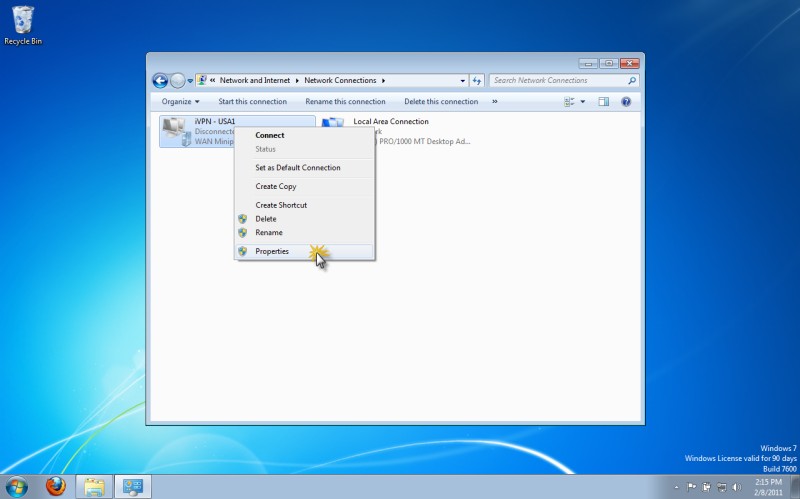 Recycle Bin
« Network and Internet Network Connections
Search Network Connections
Organize Start this connection Rename this connection Delete this connection »
iVPN - USA1
Disconnecte
WAN Minip
Local Area Connection
rk
) PRO/1000 MT Desktop Ad...
Connect
Status
Set as Default Connection
Create Copy
Create Shortcut
Delete
Rename
Properties
Windows 7
Windows License valid for 90 days
Build 7600
2:15 PM
2/8/2011